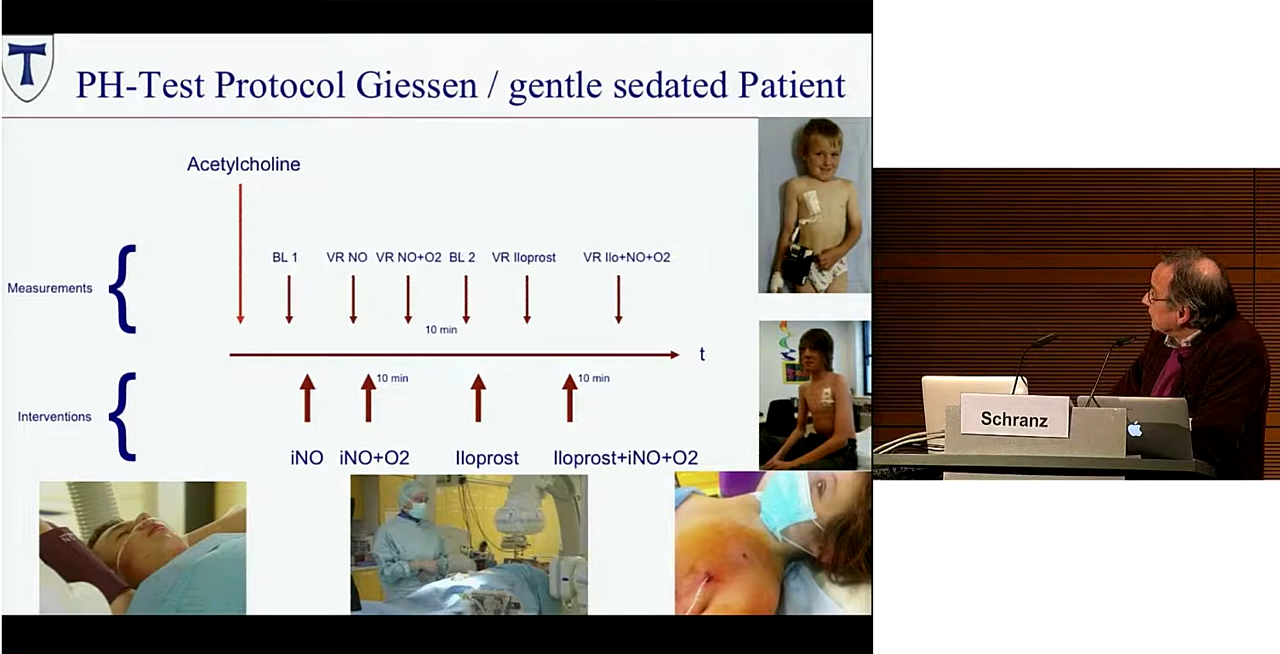 PH-Test Protocol Giessen / gentle sedated Patient
Acetylcholine
BL 1 VR NO VR NO+O2 BL 2 VR Iloprost VR Ilo+NO+O2
Measurements
10 min
t
10 min 10 min
Interventions
iNO iNO+O2 Iloprost Iloprost+iNO+O2
Schranz